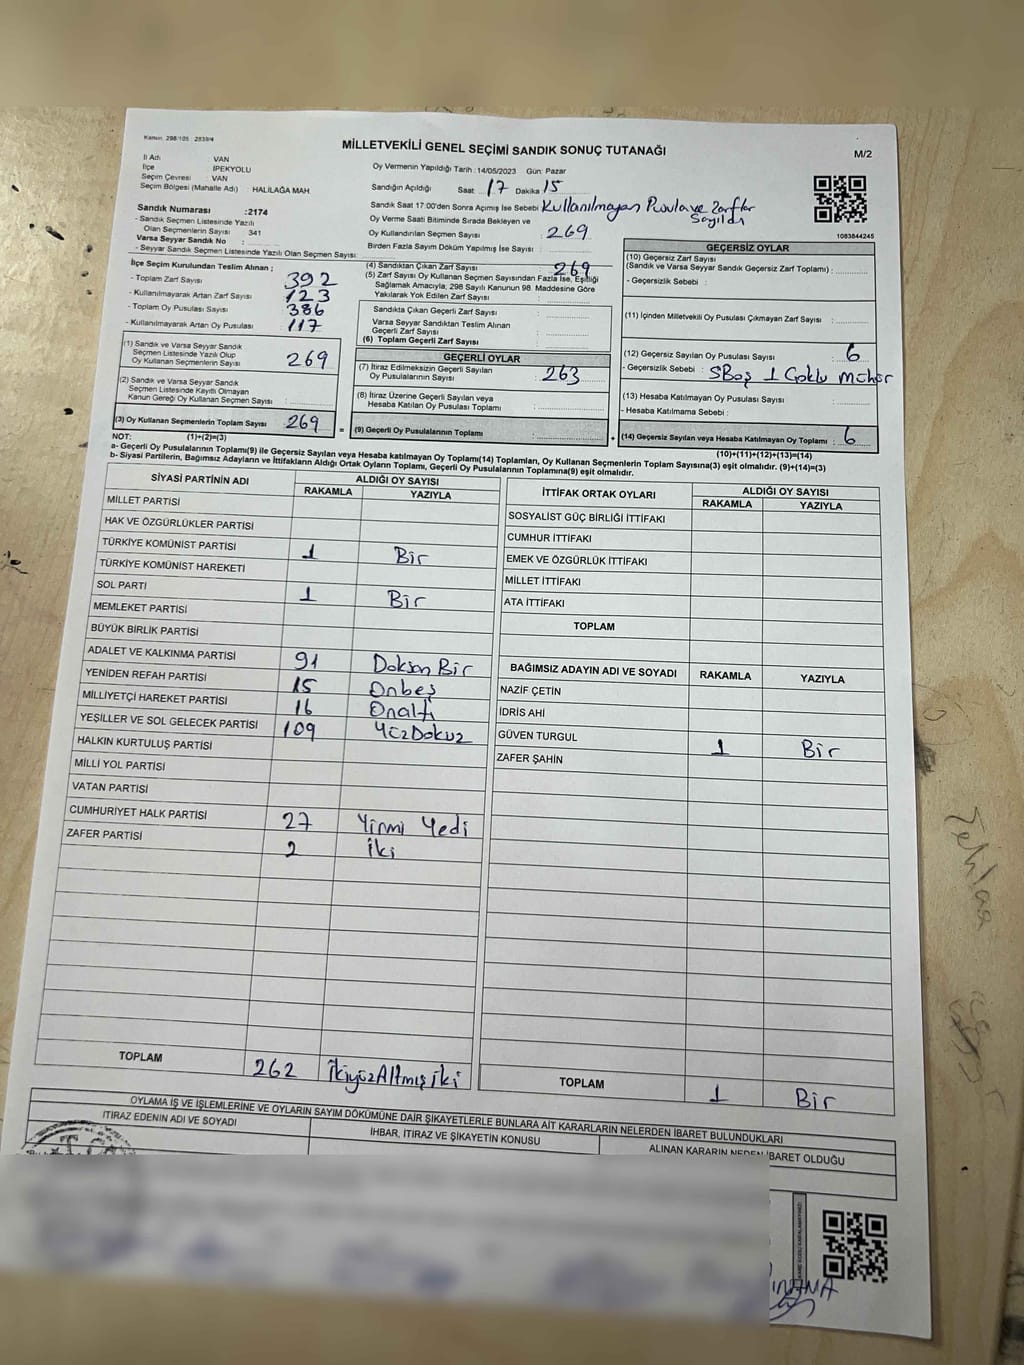 Kanun: 298/105 : 2839/4
MİLLETVEKİLİ GENEL SEÇİMİ SANDIK SONUÇ TUTANAĞI
M/2
İl Adı VAN
İlçe İPEKYOLU
Seçim Çevresi VAN
Seçim Bölgesi (Mahalle Adı) : HALİLAĞA MAH.
Sandık Numarası :2174
- Sandık Seçmen Listesinde Yazılı
Olan Seçmenlerin Sayısı 341
Varsa Seyyar Sandık No :
- Seyyar Sandık Seçmen Listesinde Yazılı Olan Seçmen Sayısı:
Oy Vermenin Yapıldığı Tarih : 14/05/2023 Gün: Pazar
Sandığın Açıldığı Saat 17 Dakika 15
Sandık Saat 17:00'den Sonra Açılmış İse Sebebi Kullanılmayan Pusula ve Zarflar
Sayıldı
Oy Verme Saati Bitiminde Sırada Bekleyen ve
Oy Kullandırılan Seçmen Sayısı : 269
Birden Fazla Sayım Döküm Yapılmış İse Sayısı :
1083844245
İlçe Seçim Kurulundan Teslim Alınan ;
- Toplam Zarf Sayısı : 392
- Kullanılmayarak Artan Zarf Sayısı : 123
- Toplam Oy Pusulası Sayısı : 386
- Kullanılmayarak Artan Oy Pusulası : 117
(1) Sandık ve Varsa Seyyar Sandık
Seçmen Listesinde Yazılı Olup
Oy Kullanan Seçmenlerin Sayısı : 269
(2) Sandık ve Varsa Seyyar Sandık
Seçmen Listesinde Kayıtlı Olmayan
Kanun Gereği Oy Kullanan Seçmen Sayısı :
(3) Oy Kullanan Seçmenlerin Toplam Sayısı : 269
(1)+(2)=(3)
(4) Sandıktan Çıkan Zarf Sayısı : 269
(5) Zarf Sayısı Oy Kullanan Seçmen Sayısından Fazla İse, Eşitliği
Sağlamak Amacıyla, 298 Sayılı Kanunun 98. Maddesine Göre
Yakılarak Yok Edilen Zarf Sayısı :
Sandıkta Çıkan Geçerli Zarf Sayısı :
Varsa Seyyar Sandıktan Teslim Alınan
Geçerli Zarf Sayısı :
(6) Toplam Geçerli Zarf Sayısı :
GEÇERLİ OYLAR
(7) İtiraz Edilmeksizin Geçerli Sayılan
Oy Pusulalarının Sayısı : 263
(8) İtiraz Üzerine Geçerli Sayılan veya
Hesaba Katılan Oy Pusulası Toplamı :
= (9) Geçerli Oy Pusulalarının Toplamı :
GEÇERSİZ OYLAR
(10) Geçersiz Zarf Sayısı
(Sandık ve Varsa Seyyar Sandık Geçersiz Zarf Toplamı) :
- Geçersiz Sebebi :
(11) İçinden Milletvekili Oy Pusulası Çıkmayan Zarf Sayısı :
(12) Geçersiz Sayılan Oy Pusulası Sayısı : 6
- Geçersizlik Sebebi : 5 Boş 1 Çoklu Mühür
(13) Hesaba Katılmayan Oy Pusulası Sayısı :
- Hesaba Katılmama Sebebi :
+ (14) Geçersiz Sayılan veya Hesaba Katılmayan Oy Toplamı : 6
(10)+(11)+(12)+(13)=(14)
NOT:
a- Geçerli Oy Pusulalarının Toplamı(9) ile Geçersiz Sayılan veya Hesaba Katılmayan Oy Toplamı(14) Toplamları, Oy Kullanan Seçmenlerin Toplam Sayısına(3) eşit olmalıdır. (9)+(14)=(3)
b- Siyasi Partilerin, Bağımsız Adayların ve İttifakların Aldığı Ortak Oyların Toplamı, Geçerli Oy Pusulalarının Toplamına(9) eşit olmalıdır.
SİYASİ PARTİNİN ADI ALDIĞI OY SAYISI
RAKAMLA YAZIYLA
MİLLET PARTİSİ
HAK VE ÖZGÜRLÜKLER PARTİSİ
TÜRKİYE KOMÜNİST PARTİSİ 1 Bir
TÜRKİYE KOMÜNİST HAREKETİ
SOL PARTİ 1 Bir
MEMLEKET PARTİSİ
BÜYÜK BİRLİK PARTİSİ
ADALET VE KALKINMA PARTİSİ 91 Doksan Bir
YENİDEN REFAH PARTİSİ 15 Onbeş
MİLLİYETÇİ HAREKET PARTİSİ 16 Onaltı
YEŞİLLER VE SOL GELECEK PARTİSİ 109 YüzDokuz
HALKIN KURTULUŞ PARTİSİ
MİLLİ YOL PARTİSİ
VATAN PARTİSİ
CUMHURİYET HALK PARTİSİ 27 Yirmi Yedi
ZAFER PARTİSİ 2 İki
TOPLAM 262 İkiyüzAltmışİki
İTTİFAK ORTAK OYLARI ALDIĞI OY SAYISI
RAKAMLA YAZIYLA
SOSYALİST GÜÇ BİRLİĞİ İTTİFAKI
CUMHUR İTTİFAKI
EMEK VE ÖZGÜRLÜK İTTİFAKI
MİLLET İTTİFAKI
ATA İTTİFAKI
TOPLAM
BAĞIMSIZ ADAYIN ADI VE SOYADI RAKAMLA YAZIYLA
NAZİF ÇETİN
İDRİS AHİ
GÜVEN TURGUL 1 Bir
ZAFER ŞAHİN
TOPLAM 1 Bir
OYLAMA İŞ VE İŞLEMLERİNE VE OYLARIN SAYIM DÖKÜMÜNE DAİR ŞİKAYETLERLE BUNLARA AİT KARARLARIN NELERDEN İBARET BULUNDUKLARI
İTİRAZ EDENİN ADI VE SOYADI İHBAR, İTİRAZ VE ŞİKAYETİN KONUSU ALINAN KARARIN NEDEN İBARET OLDUĞU